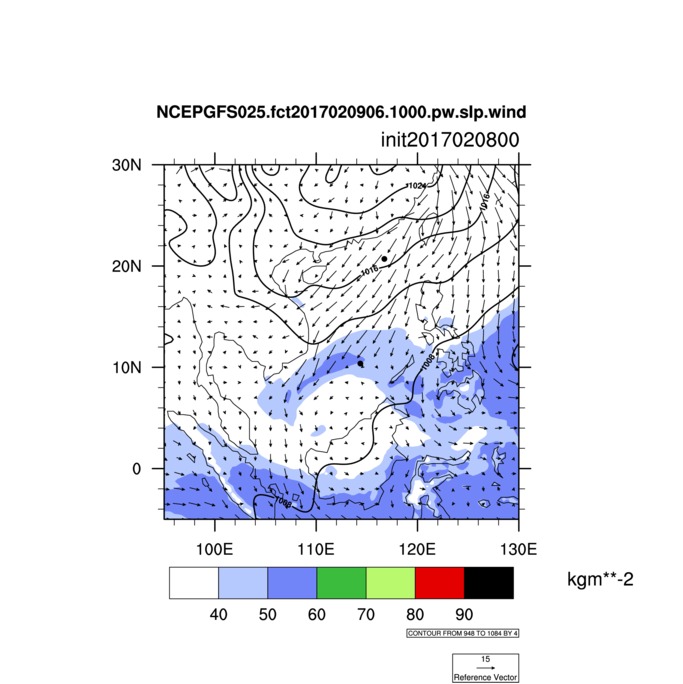 NCEPGFS025.fct2017020906.1000.pw.slp.wind
init2017020800
30N
20N
10N
0
1024
1016
1016
1008
1008
100E 110E 120E 130E
kgm**-2
40 50 60 70 80 90
CONTOUR FROM 948 TO 1084 BY 4
15
Reference Vector